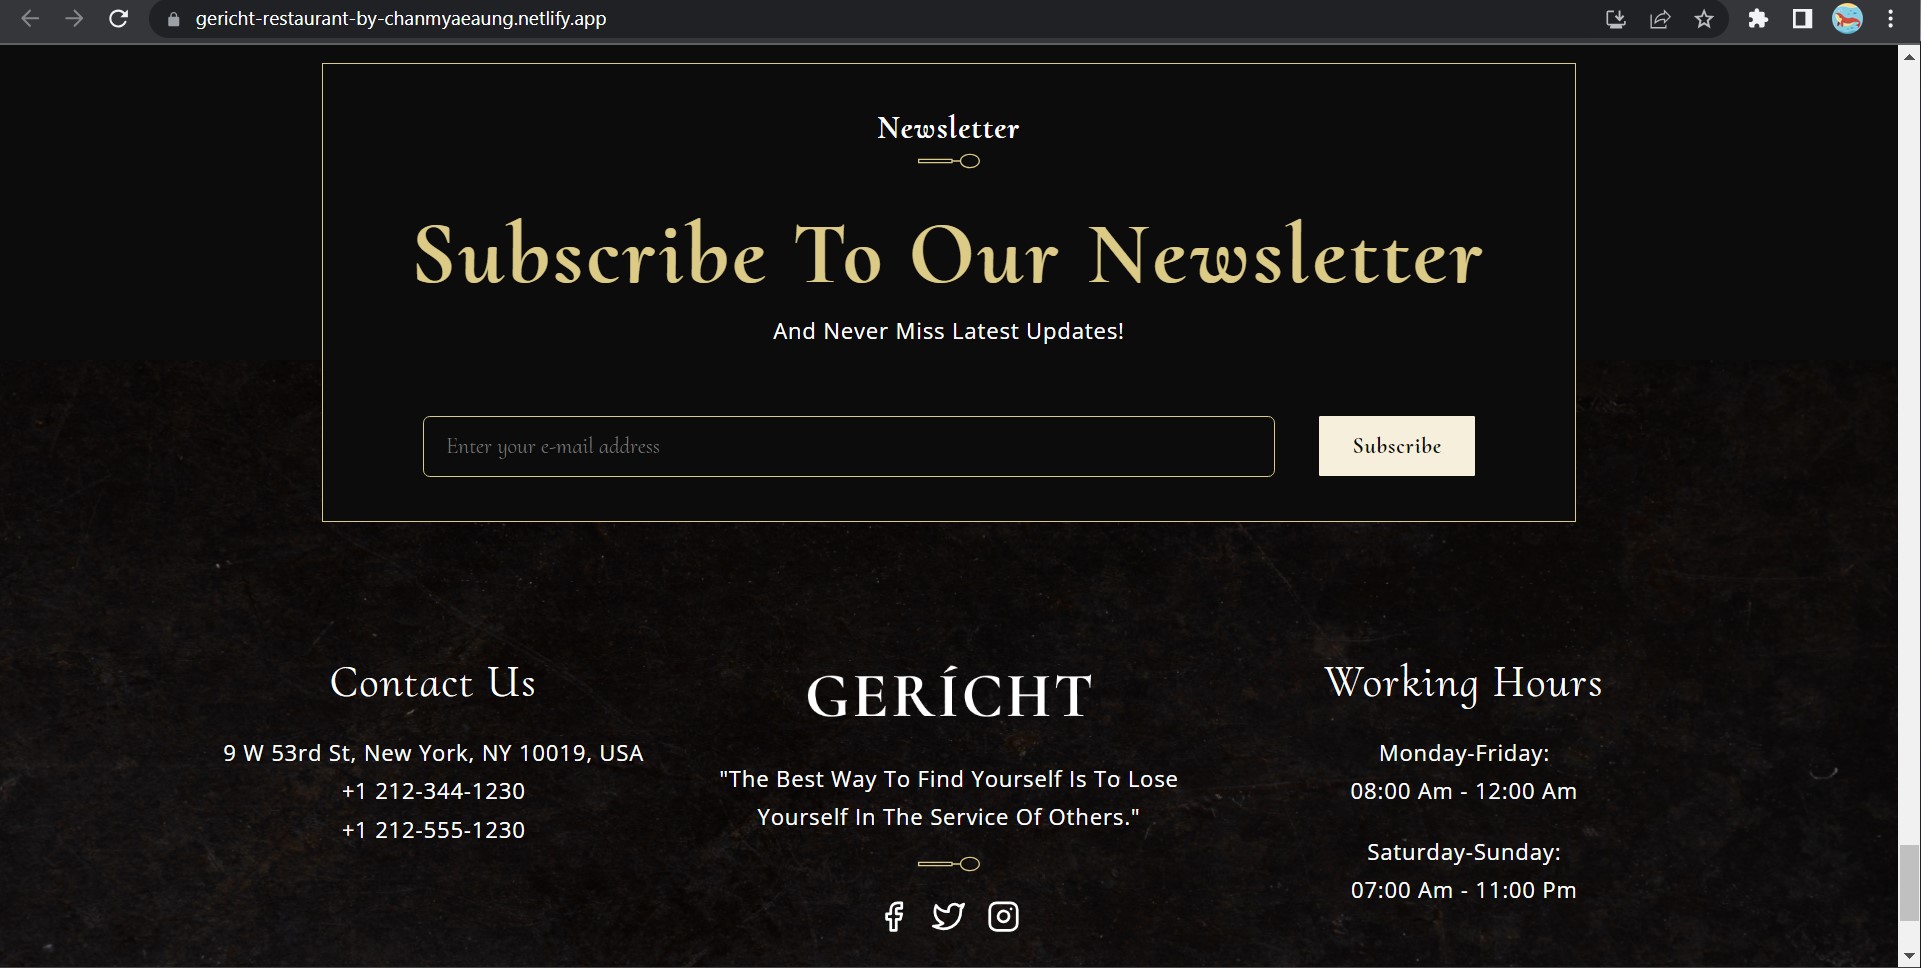 gericht-restaurant-by-chanmyaeaung.netlify.app
Newsletter
Subscribe To Our Newsletter
And Never Miss Latest Updates!
Enter your e-mail address
Subscribe
Contact Us
9 W 53rd St, New York, NY 10019, USA
+1 212-344-1230
+1 212-555-1230
GERÍCHT
"The Best Way To Find Yourself Is To Lose
Yourself In The Service Of Others."
Working Hours
Monday-Friday:
08:00 Am - 12:00 Am
Saturday-Sunday:
07:00 Am - 11:00 Pm